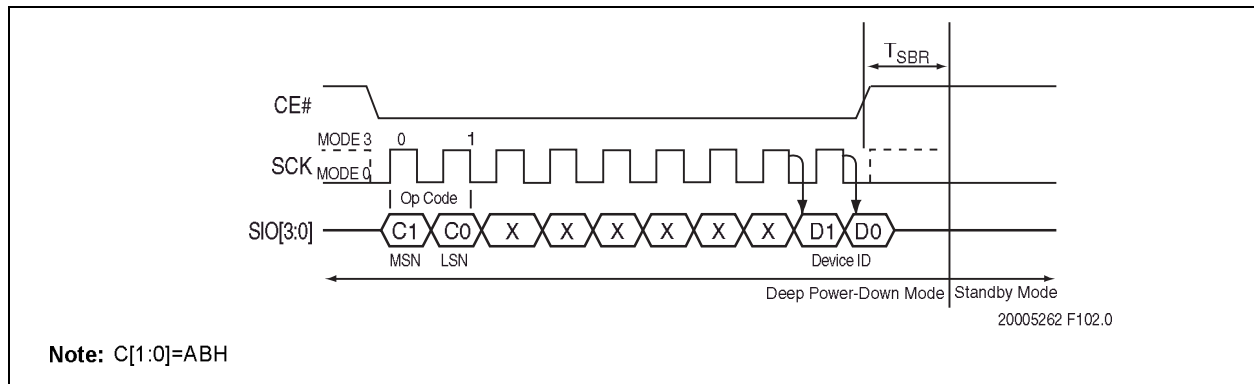 TSBR
CE#
MODE 3 0 1
SCK
MODE 0
Op Code
SIO[3:0] C1 C0 X X X X X X D1 D0
MSN LSN Device ID
Deep Power-Down Mode Standby Mode
20005262 F102.0
Note: C[1:0]=ABH